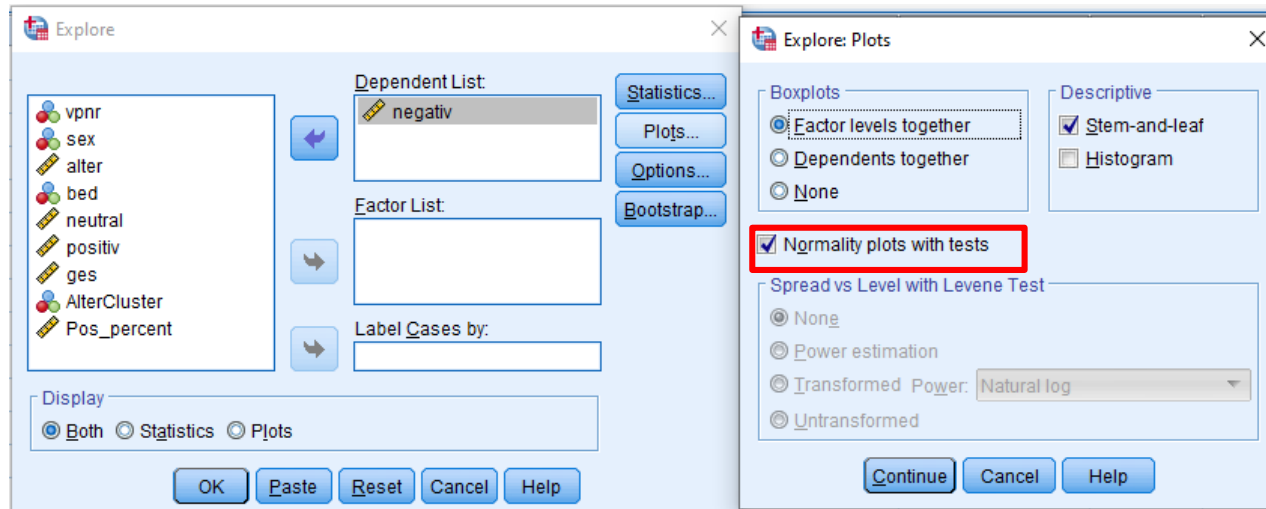 Explore
Dependent List:
negativ
vpnr
sex
alter
bed
neutral
positiv
ges
AlterCluster
Pos_percent
Factor List:
Label Cases by:
Statistics...
Plots...
Options...
Bootstrap...
Display
Both Statistics Plots
OK Paste Reset Cancel Help
Explore: Plots
Boxplots
Factor levels together
Dependents together
None
Descriptive
Stem-and-leaf
Histogram
Normality plots with tests
Spread vs Level with Levene Test
None
Power estimation
Transformed Power: Natural log
Untransformed
Continue Cancel Help